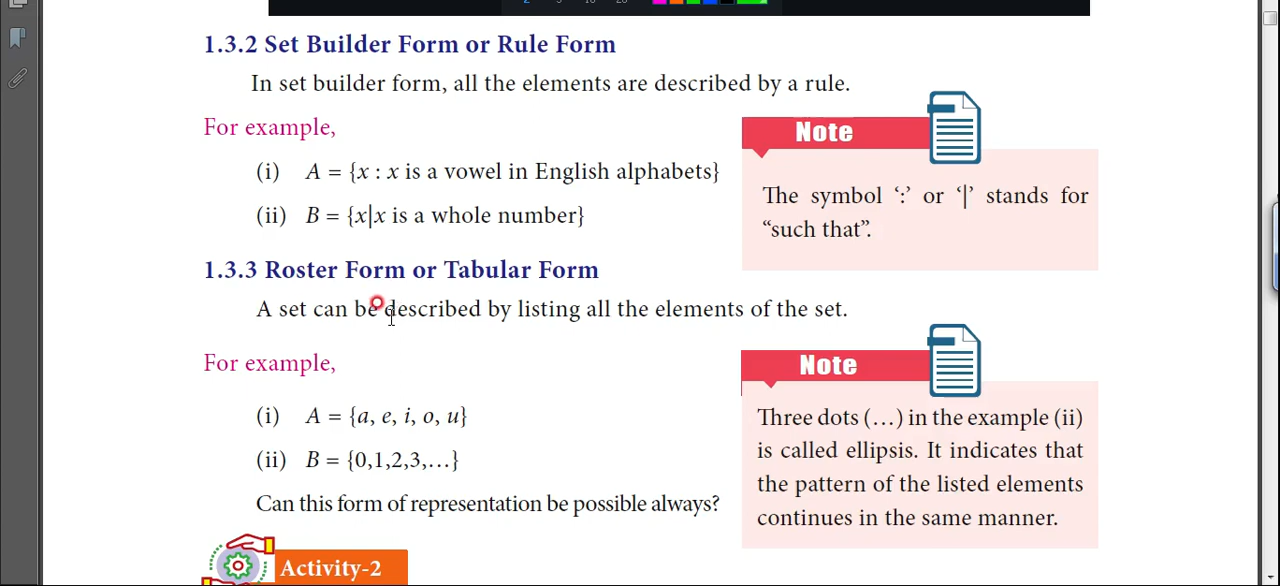 1.3.2 Set Builder Form or Rule Form
In set builder form, all the elements are described by a rule.
For example,
(i) A = {x : x is a vowel in English alphabets}
(ii) B = {x|x is a whole number}
Note
The symbol ‘:’ or ‘|’ stands for
“such that”.
1.3.3 Roster Form or Tabular Form
A set can be described by listing all the elements of the set.
For example,
(i) A = {a, e, i, o, u}
(ii) B = {0,1,2,3,…}
Can this form of representation be possible always?
Note
Three dots (…) in the example (ii)
is called ellipsis. It indicates that
the pattern of the listed elements
continues in the same manner.
Activity-2